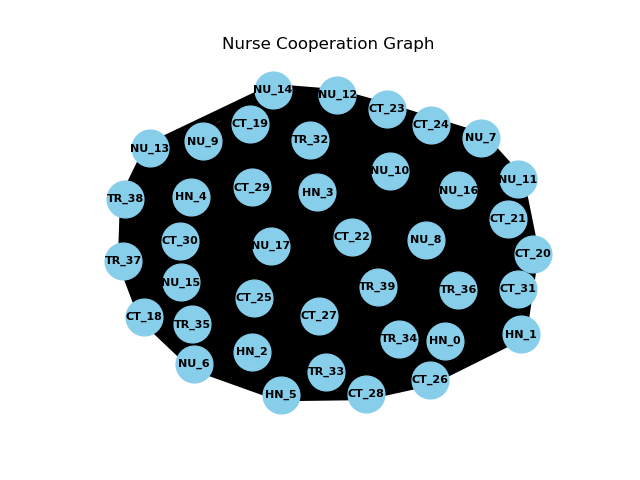 Nurse Cooperation Graph
NU_14
NU_12
CT_23
CT_19
CT_24
NU_7
TR_32
NU_9
NU_13
NU_10
NU_11
CT_29
NU_16
HN_3
HN_4
TR_38
CT_21
CT_22
NU_8
CT_30
NU_17
CT_20
TR_37
NU_15
TR_39
CT_31
TR_36
CT_25
CT_27
CT_18
TR_35
HN_1
TR_34
HN_0
HN_2
NU_6
TR_33
CT_26
CT_28
HN_5